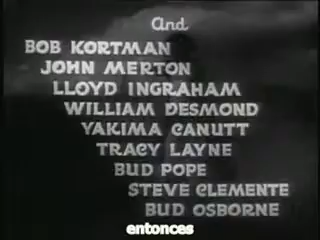 And
BOB KORTMAN
JOHN MERTON
LLOYD INGRAHAM
WILLIAM DESMOND
YAKIMA CANUTT
TRACY LAYNE
BUD POPE
STEVE CLEMENTE
BUD OSBORNE
entonces